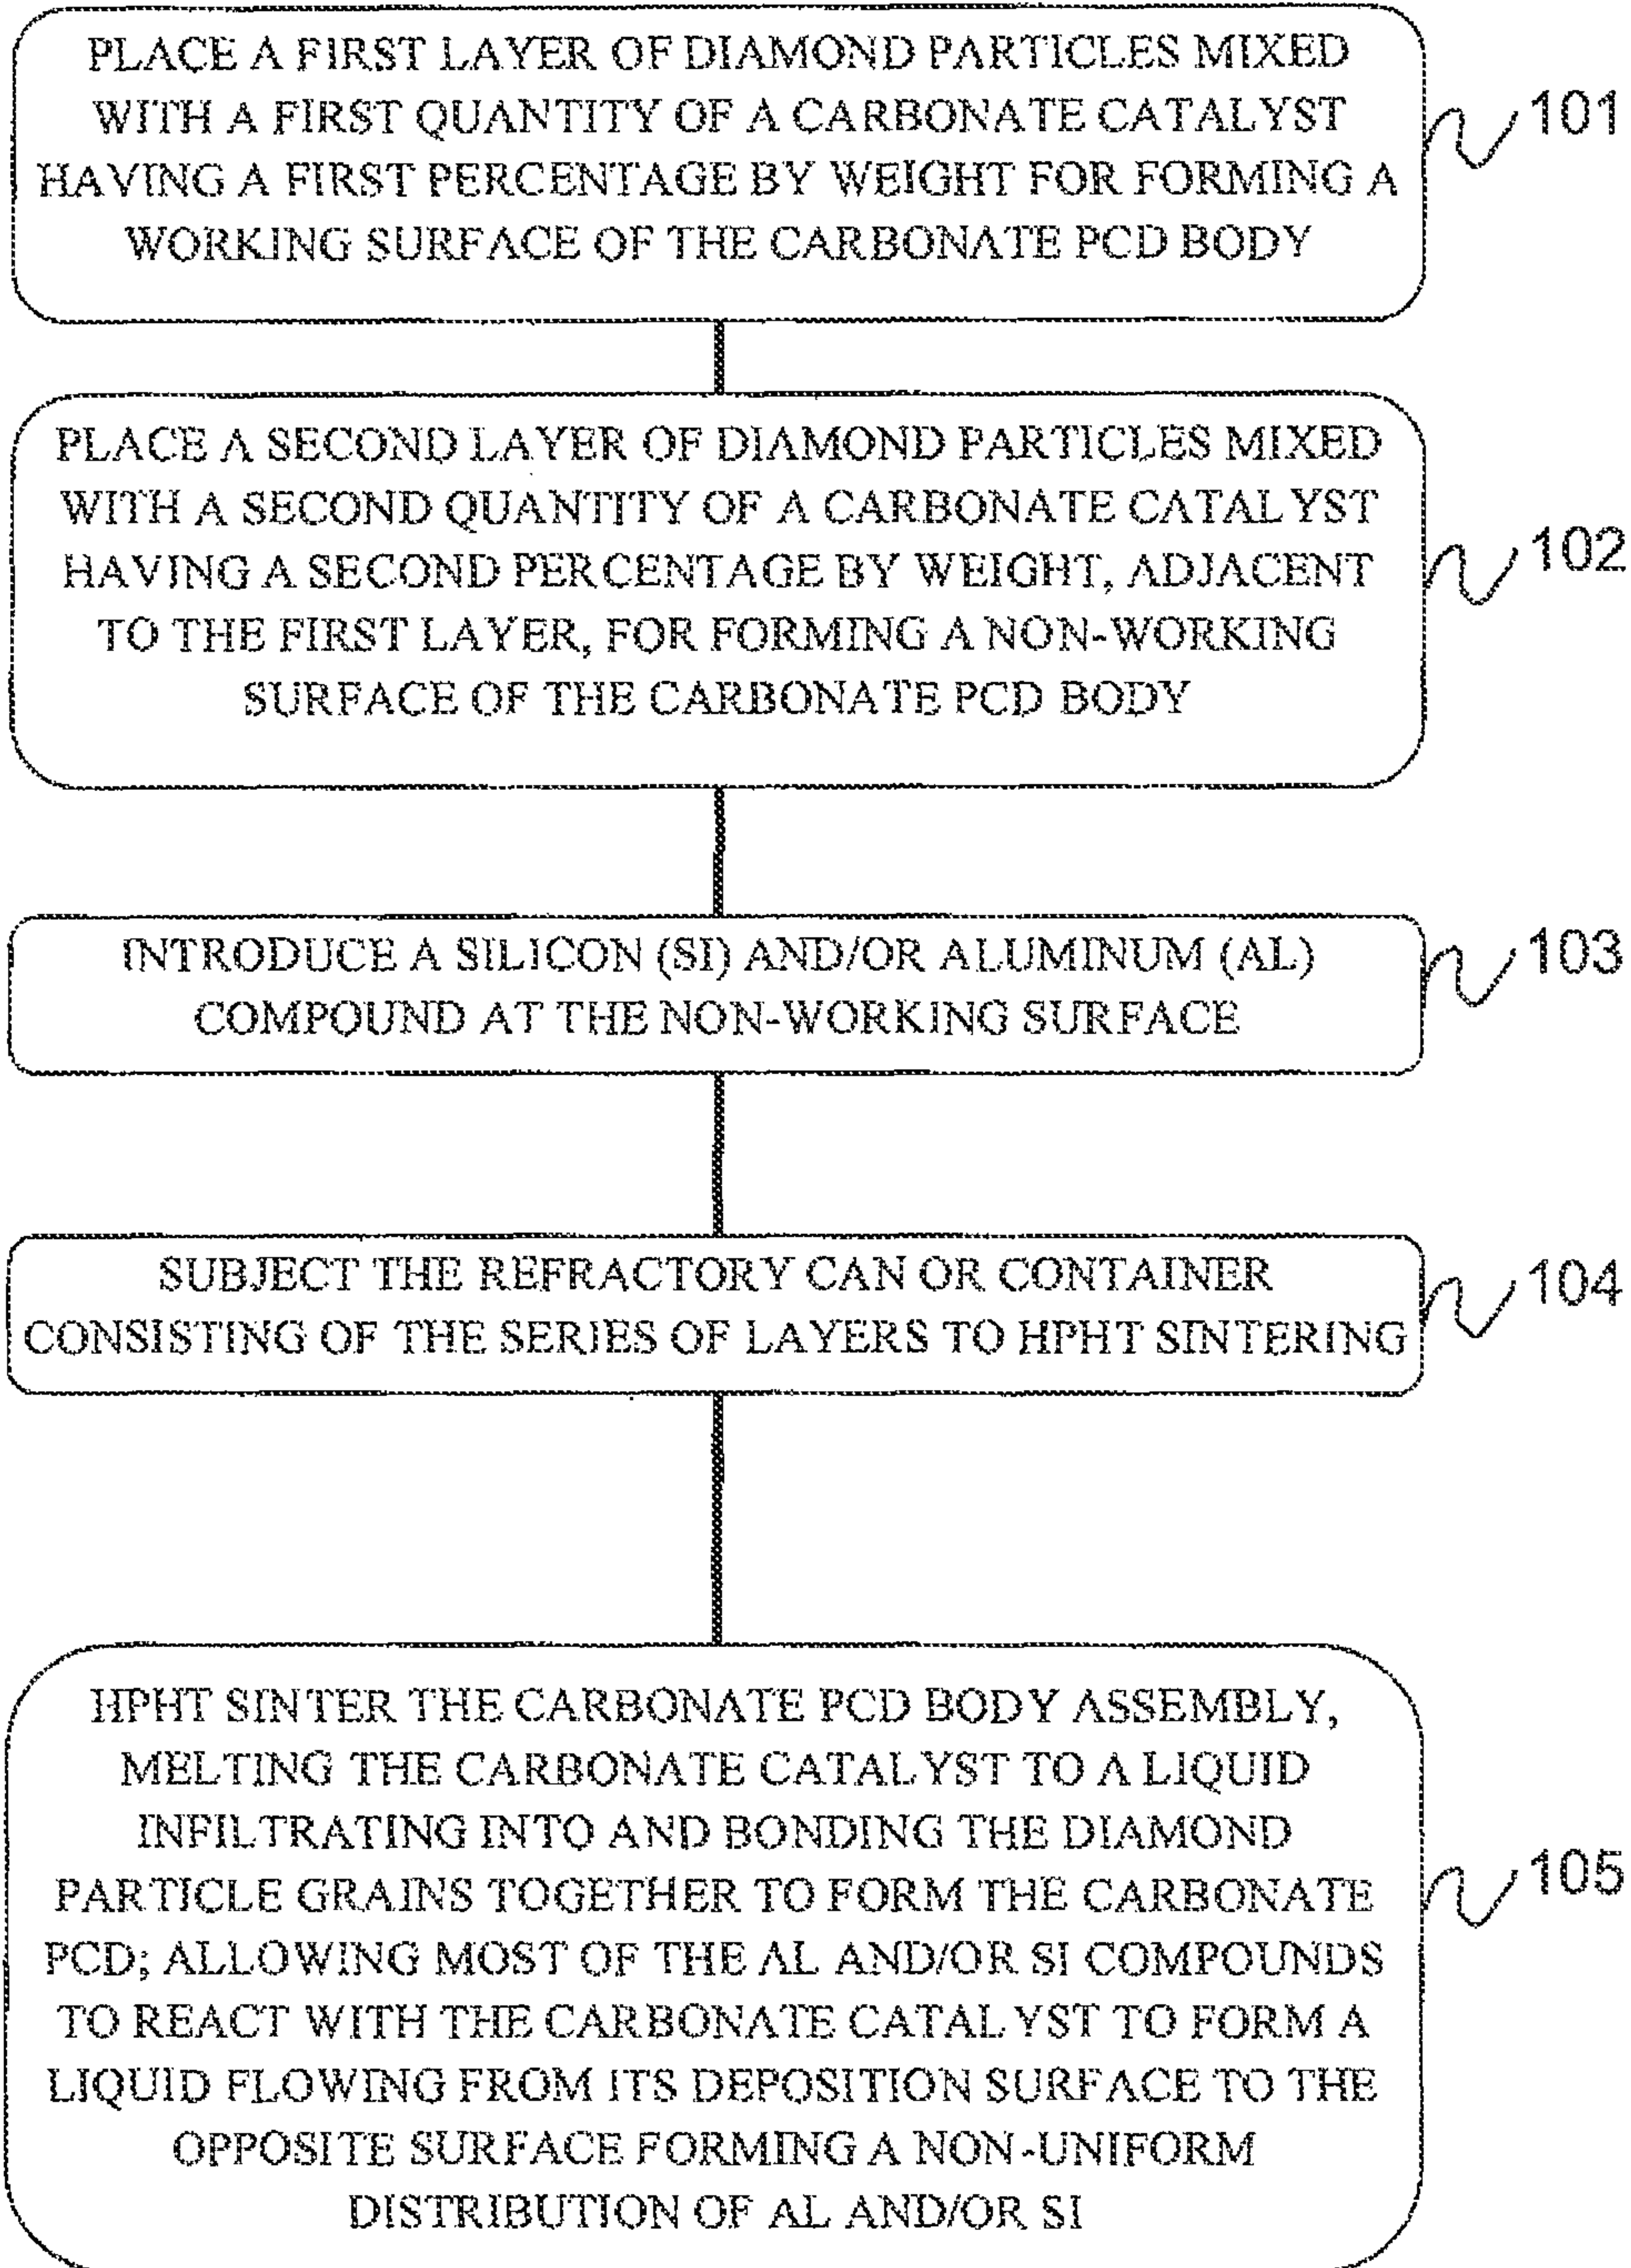 PLACE A FIRST LAYER OF DIAMOND PARTICLES MIXED
WITH A FIRST QUANTITY OF A CARBONATE CATALYST
HAVING A FIRST PERCENTAGE BY WEIGHT FOR FORMING A
WORKING SURFACE OF THE CARBONATE PCD BODY
101
PLACE A SECOND LAYER OF DIAMOND PARTICLES MIXED
WITH A SECOND QUANTITY OF A CARBONATE CATALYST
HAVING A SECOND PERCENTAGE BY WEIGHT, ADJACENT
TO THE FIRST LAYER, FOR FORMING A NON-WORKING
SURFACE OF THE CARBONATE PCD BODY
102
INTRODUCE A SILICON (SI) AND/OR ALUMINUM (AL)
COMPOUND AT THE NON-WORKING SURFACE
103
SUBJECT THE REFRACTORY CAN OR CONTAINER
CONSISTING OF THE SERIES OF LAYERS TO HPHT SINTERING
104
HPHT SINTER THE CARBONATE PCD BODY ASSEMBLY,
MELTING THE CARBONATE CATALYST TO A LIQUID
INFILTRATING INTO AND BONDING THE DIAMOND
PARTICLE GRAINS TOGETHER TO FORM THE CARBONATE
PCD; ALLOWING MOST OF THE AL AND/OR SI COMPOUNDS
TO REACT WITH THE CARBONATE CATALYST TO FORM A
LIQUID FLOWING FROM ITS DEPOSITION SURFACE TO THE
OPPOSITE SURFACE FORMING A NON-UNIFORM
DISTRIBUTION OF AL AND/OR SI
105